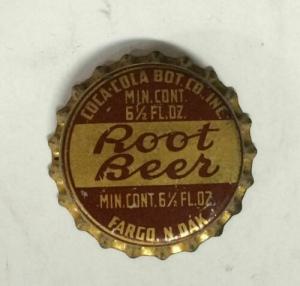 COCA-COLA BOT. CO., INC.
MIN. CONT.
6½ FL. OZ.
Root
Beer
MIN. CONT. 6½ FL. OZ.
FARGO, N. DAK.